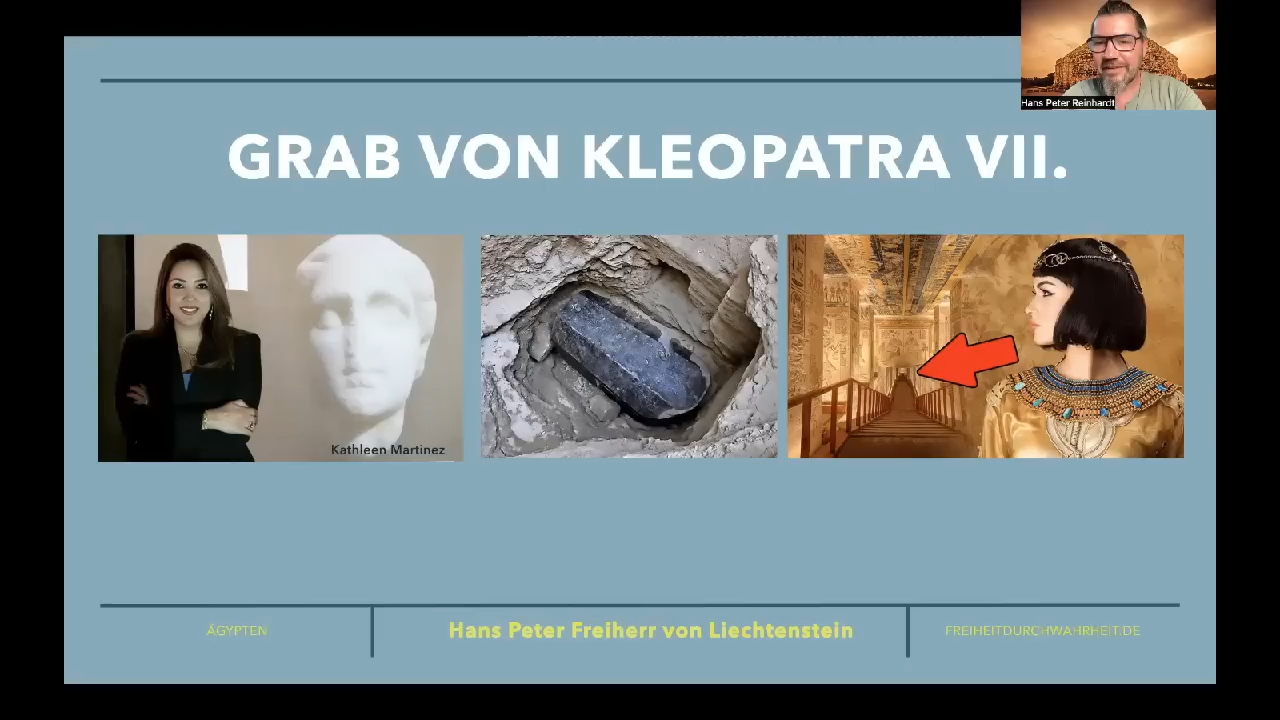 Hans Peter Reinhardt
GRAB VON KLEOPATRA VII.
Kathleen Martinez
ÄGYPTEN
Hans Peter Freiherr von Liechtenstein
FREIHEITDURCHWAHRHEIT.DE